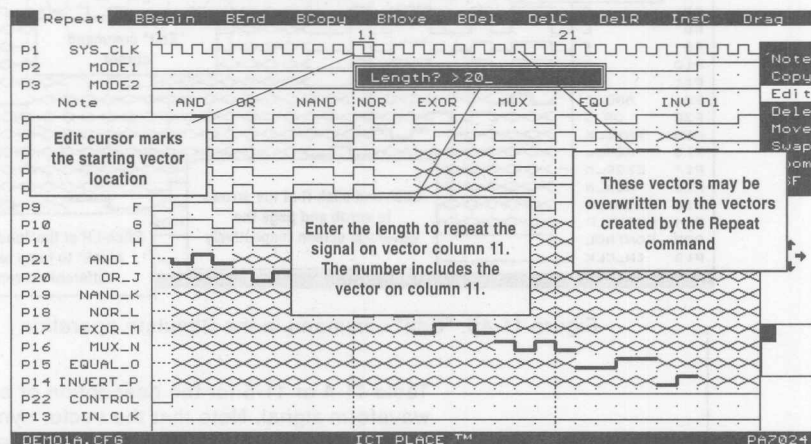 Repeat BBegin BEnd BCopy BMove BDel DelC DelR InsC Drag
1 11 21
P1 SYS_CLK
P2 MODE1
P3 MODE2
Length? >20_
Note AND OR NAND NOR EXOR MUX EQU INV D1
Note
Copy
Edit
Dele
Move
Swap
Edit cursor marks
the starting vector
location
These vectors may be
overwritten by the vectors
created by the Repeat
command
Enter the length to repeat the
signal on vector column 11.
The number includes the
vector on column 11.
P9 F
P10
P11 H
P21 AND_I
P20 OR_J
P19 NAND_K
P18 NOR_L
P17 EXOR_M
P16 MUX_N
P15 EQUAL_O
P14 INVERT_P
P22 CONTROL
P13 IN_CLK
DEMO1A.CFG ICT PLACE ™ PA7024